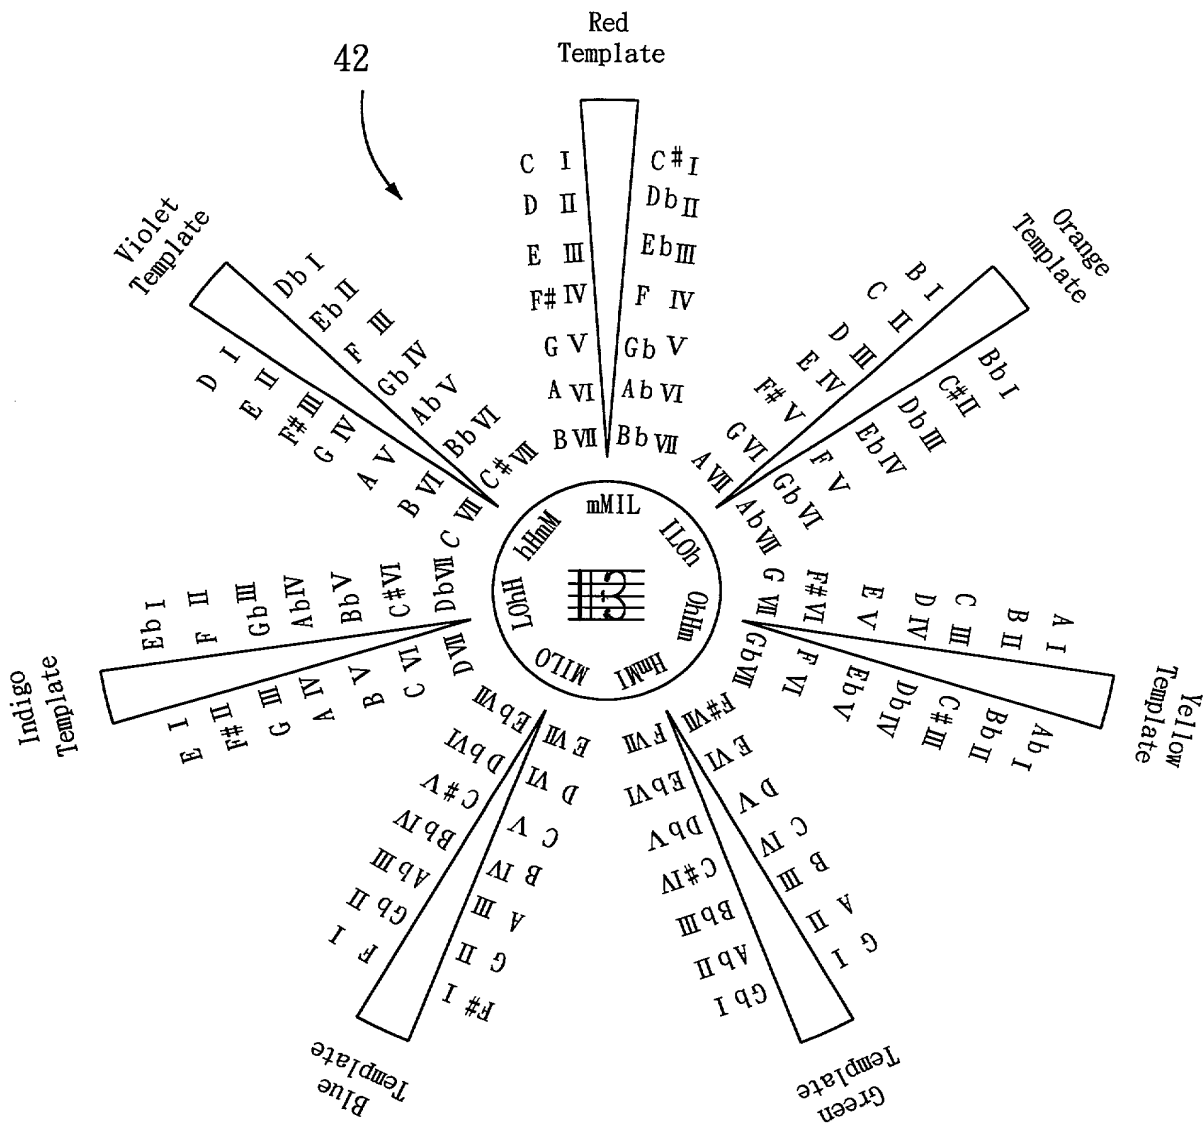 42
Red
Template
C I
D II
E III
F# IV
G V
A VI
B VII
C# I
Db II
Eb III
F IV
Gb V
Ab VI
Bb VII
Orange
Template
B I
C II
D III
E IV
F# V
G VI
A VII
Bb I
C# II
Db III
Eb IV
F V
Gb VI
Ab VII
Yellow
Template
A I
B II
C III
D IV
E V
F# VI
G VII
Ab I
Bb II
C# III
Db IV
Eb V
F VI
Gb VII
Green
Template
G I
A II
B III
C IV
D V
E VI
F# VII
Gb I
Ab II
Bb III
C# IV
Db V
Eb VI
F VII
Blue
Template
F# I
G II
A III
B IV
C V
D VI
E VII
F I
Gb II
Ab III
Bb IV
C# V
Db VI
Eb VII
Indigo
Template
E I
F# II
G III
A IV
B V
C VI
D VII
Eb I
F II
Gb III
Ab IV
Bb V
C# VI
Db VII
Violet
Template
D I
E II
F# III
G IV
A V
B VI
C VII
Db I
Eb II
F III
Gb IV
Ab V
Bb VI
C# VII
mMIL
ILOh
OhHm
HmMI
MILO
LOhH
hHmM